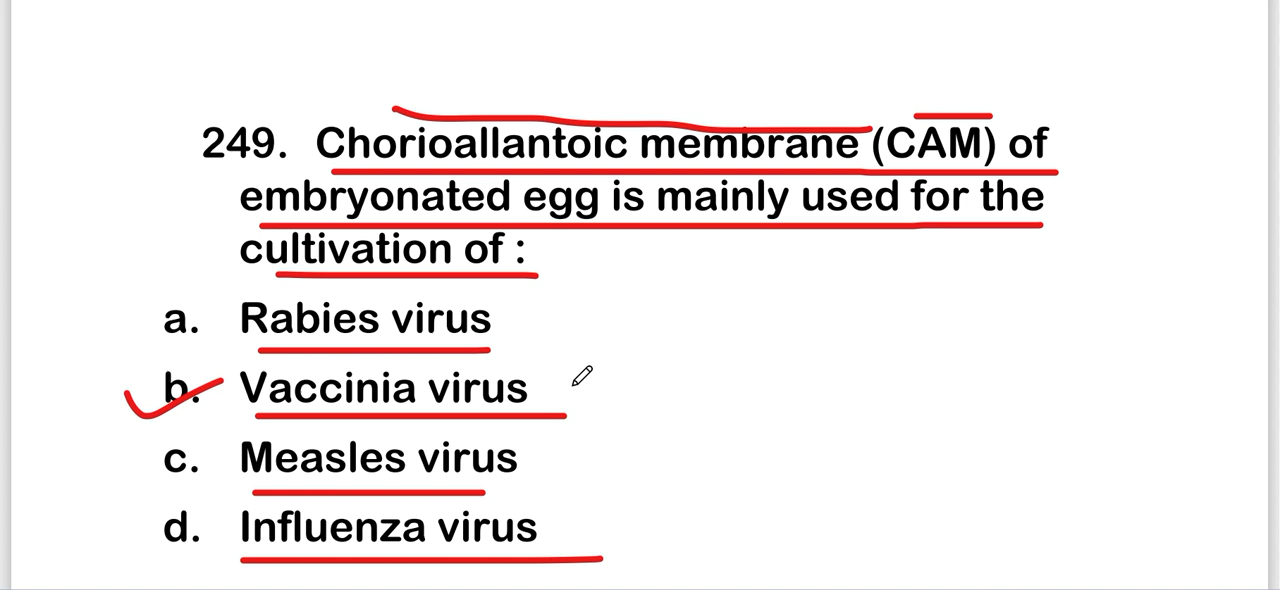 249. Chorioallantoic membrane (CAM) of
embryonated egg is mainly used for the
cultivation of :
a. Rabies virus
b. Vaccinia virus
c. Measles virus
d. Influenza virus